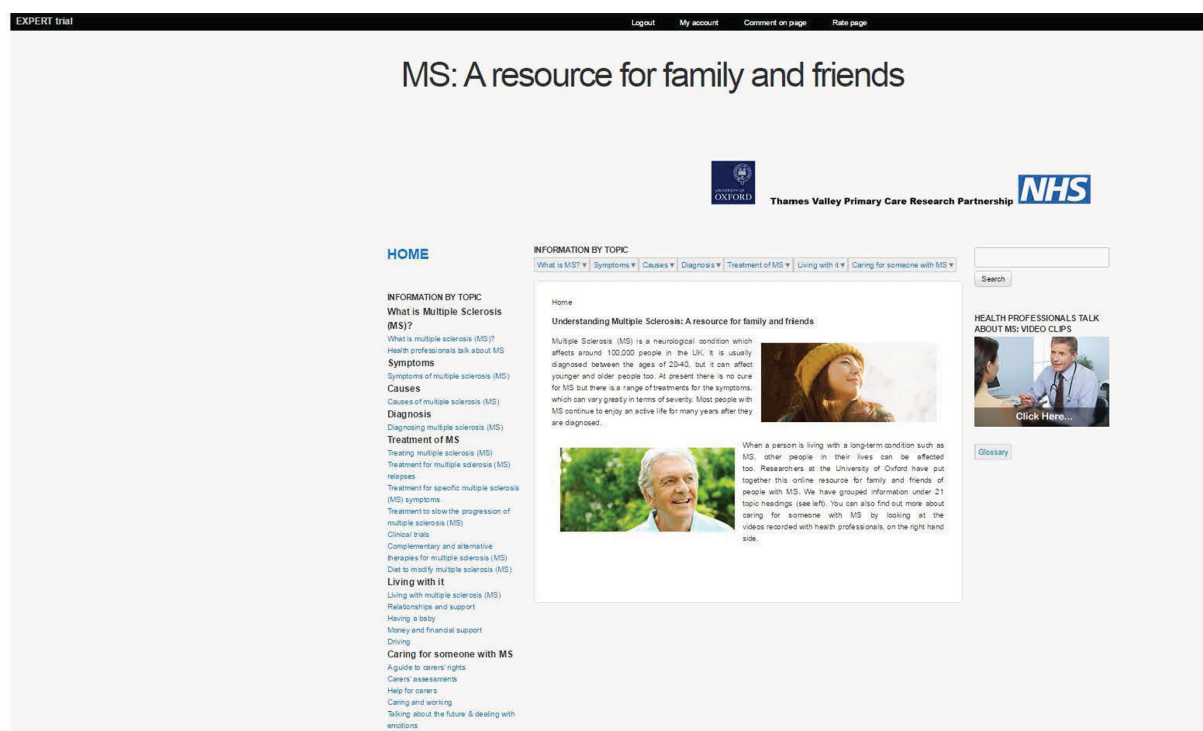 EXPERT trial
Logout
My account
Comment on page
Rate page
MS: A resource for family and friends
UNIVERSITY OF
OXFORD
Thames Valley Primary Care Research Partnership
NHS
HOME
INFORMATION BY TOPIC
What is Multiple Sclerosis
(MS)?
What is multiple sclerosis (MS)?
Health professionals talk about MS
Symptoms
Symptoms of multiple sclerosis (MS)
Causes
Causes of multiple sclerosis (MS)
Diagnosis
Diagnosing multiple sclerosis (MS)
Treatment of MS
Treating multiple sclerosis (MS)
Treatment for multiple sclerosis (MS)
relapses
Treatment for specific multiple sclerosis
(MS) symptoms
Treatment to slow the progression of
multiple sclerosis (MS)
Clinical trials
Complementary and alternative
therapies for multiple sclerosis (MS)
Diet to modify multiple sclerosis (MS)
Living with it
Living with multiple sclerosis (MS)
Relationships and support
Having a baby
Money and financial support
Driving
Caring for someone with MS
A guide to carers' rights
Carers' assessments
Help for carers
Caring and working
Talking about the future & dealing with
emotions
INFORMATION BY TOPIC
What is MS? ▼ Symptoms ▼ Causes ▼ Diagnosis ▼ Treatment of MS ▼ Living with it ▼ Caring for someone with MS ▼
Home
Understanding Multiple Sclerosis: A resource for family and friends
Multiple Sclerosis (MS) is a neurological condition which
affects around 100,000 people in the UK. It is usually
diagnosed between the ages of 20-40, but it can affect
younger and older people too. At present there is no cure
for MS but there is a range of treatments for the symptoms,
which can vary greatly in terms of severity. Most people with
MS continue to enjoy an active life for many years after they
are diagnosed.
When a person is living with a long-term condition such as
MS, other people in their lives can be affected
too. Researchers at the University of Oxford have put
together this online resource for family and friends of
people with MS. We have grouped information under 21
topic headings (see left). You can also find out more about
caring for someone with MS by looking at the
videos recorded with health professionals, on the right hand
side.
Search
HEALTH PROFESSIONALS TALK
ABOUT MS: VIDEO CLIPS
Click Here...
Glossary